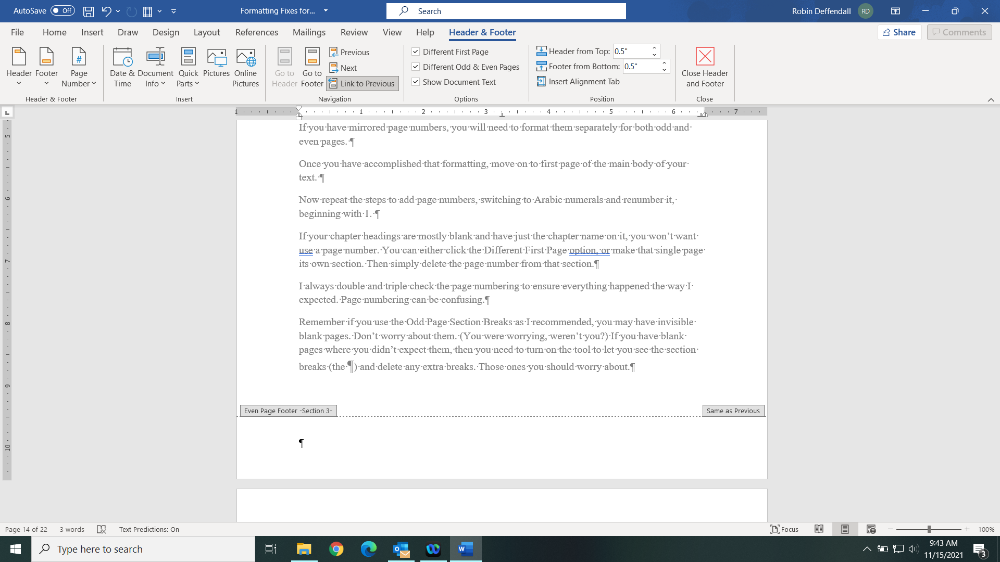 AutoSave Off Formatting Fixes for... Search Robin Deffendall RD
File Home Insert Draw Design Layout References Mailings Review View Help Header & Footer Share Comments
Header Footer Page Number
Header & Footer
Date & Time Document Info Quick Parts Pictures Online Pictures
Insert
Go to Header Go to Footer Previous
Next
Link to Previous
Navigation
Different First Page
Different Odd & Even Pages
Show Document Text
Options
Header from Top: 0.5"
Footer from Bottom: 0.5"
Insert Alignment Tab
Position
Close Header and Footer
Close
1 1 2 3 4 5 6 7
5
6
7
8
9
10
If·you·have·mirrored·page·numbers,·you·will·need·to·format·them·separately·for·both·odd·and·
even·pages.·¶
Once·you·have·accomplished·that·formatting,·move·on·to·first·page·of·the·main·body·of·your·
text.·¶
Now·repeat·the·steps·to·add·page·numbers,·switching·to·Arabic·numerals·and·renumber·it,·
beginning·with·1.·¶
If·your·chapter·headings·are·mostly·blank·and·have·just·the·chapter·name·on·it,·you·won’t·want·
use·a·page·number.·You·can·either·click·the·Different·First·Page·option,·or·make·that·single·page·
its·own·section.·Then·simply·delete·the·page·number·from·that·section.¶
I·always·double·and·triple·check·the·page·numbering·to·ensure·everything·happened·the·way·I·
expected.·Page·numbering·can·be·confusing.¶
Remember·if·you·use·the·Odd·Page·Section·Breaks·as·I·recommended,·you·may·have·invisible·
blank·pages.·Don’t·worry·about·them.·(You·were·worrying,·weren’t·you?)·If·you·have·blank·
pages·where·you·didn’t·expect·them,·then·you·need·to·turn·on·the·tool·to·let·you·see·the·section·
breaks·(the·¶)·and·delete·any·extra·breaks.·Those·ones·you·should·worry·about.¶
Even Page Footer -Section 3- Same as Previous
¶
Page 14 of 22 3 words Text Predictions: On Focus 100%
Type here to search 9:43 AM
11/15/2021 3